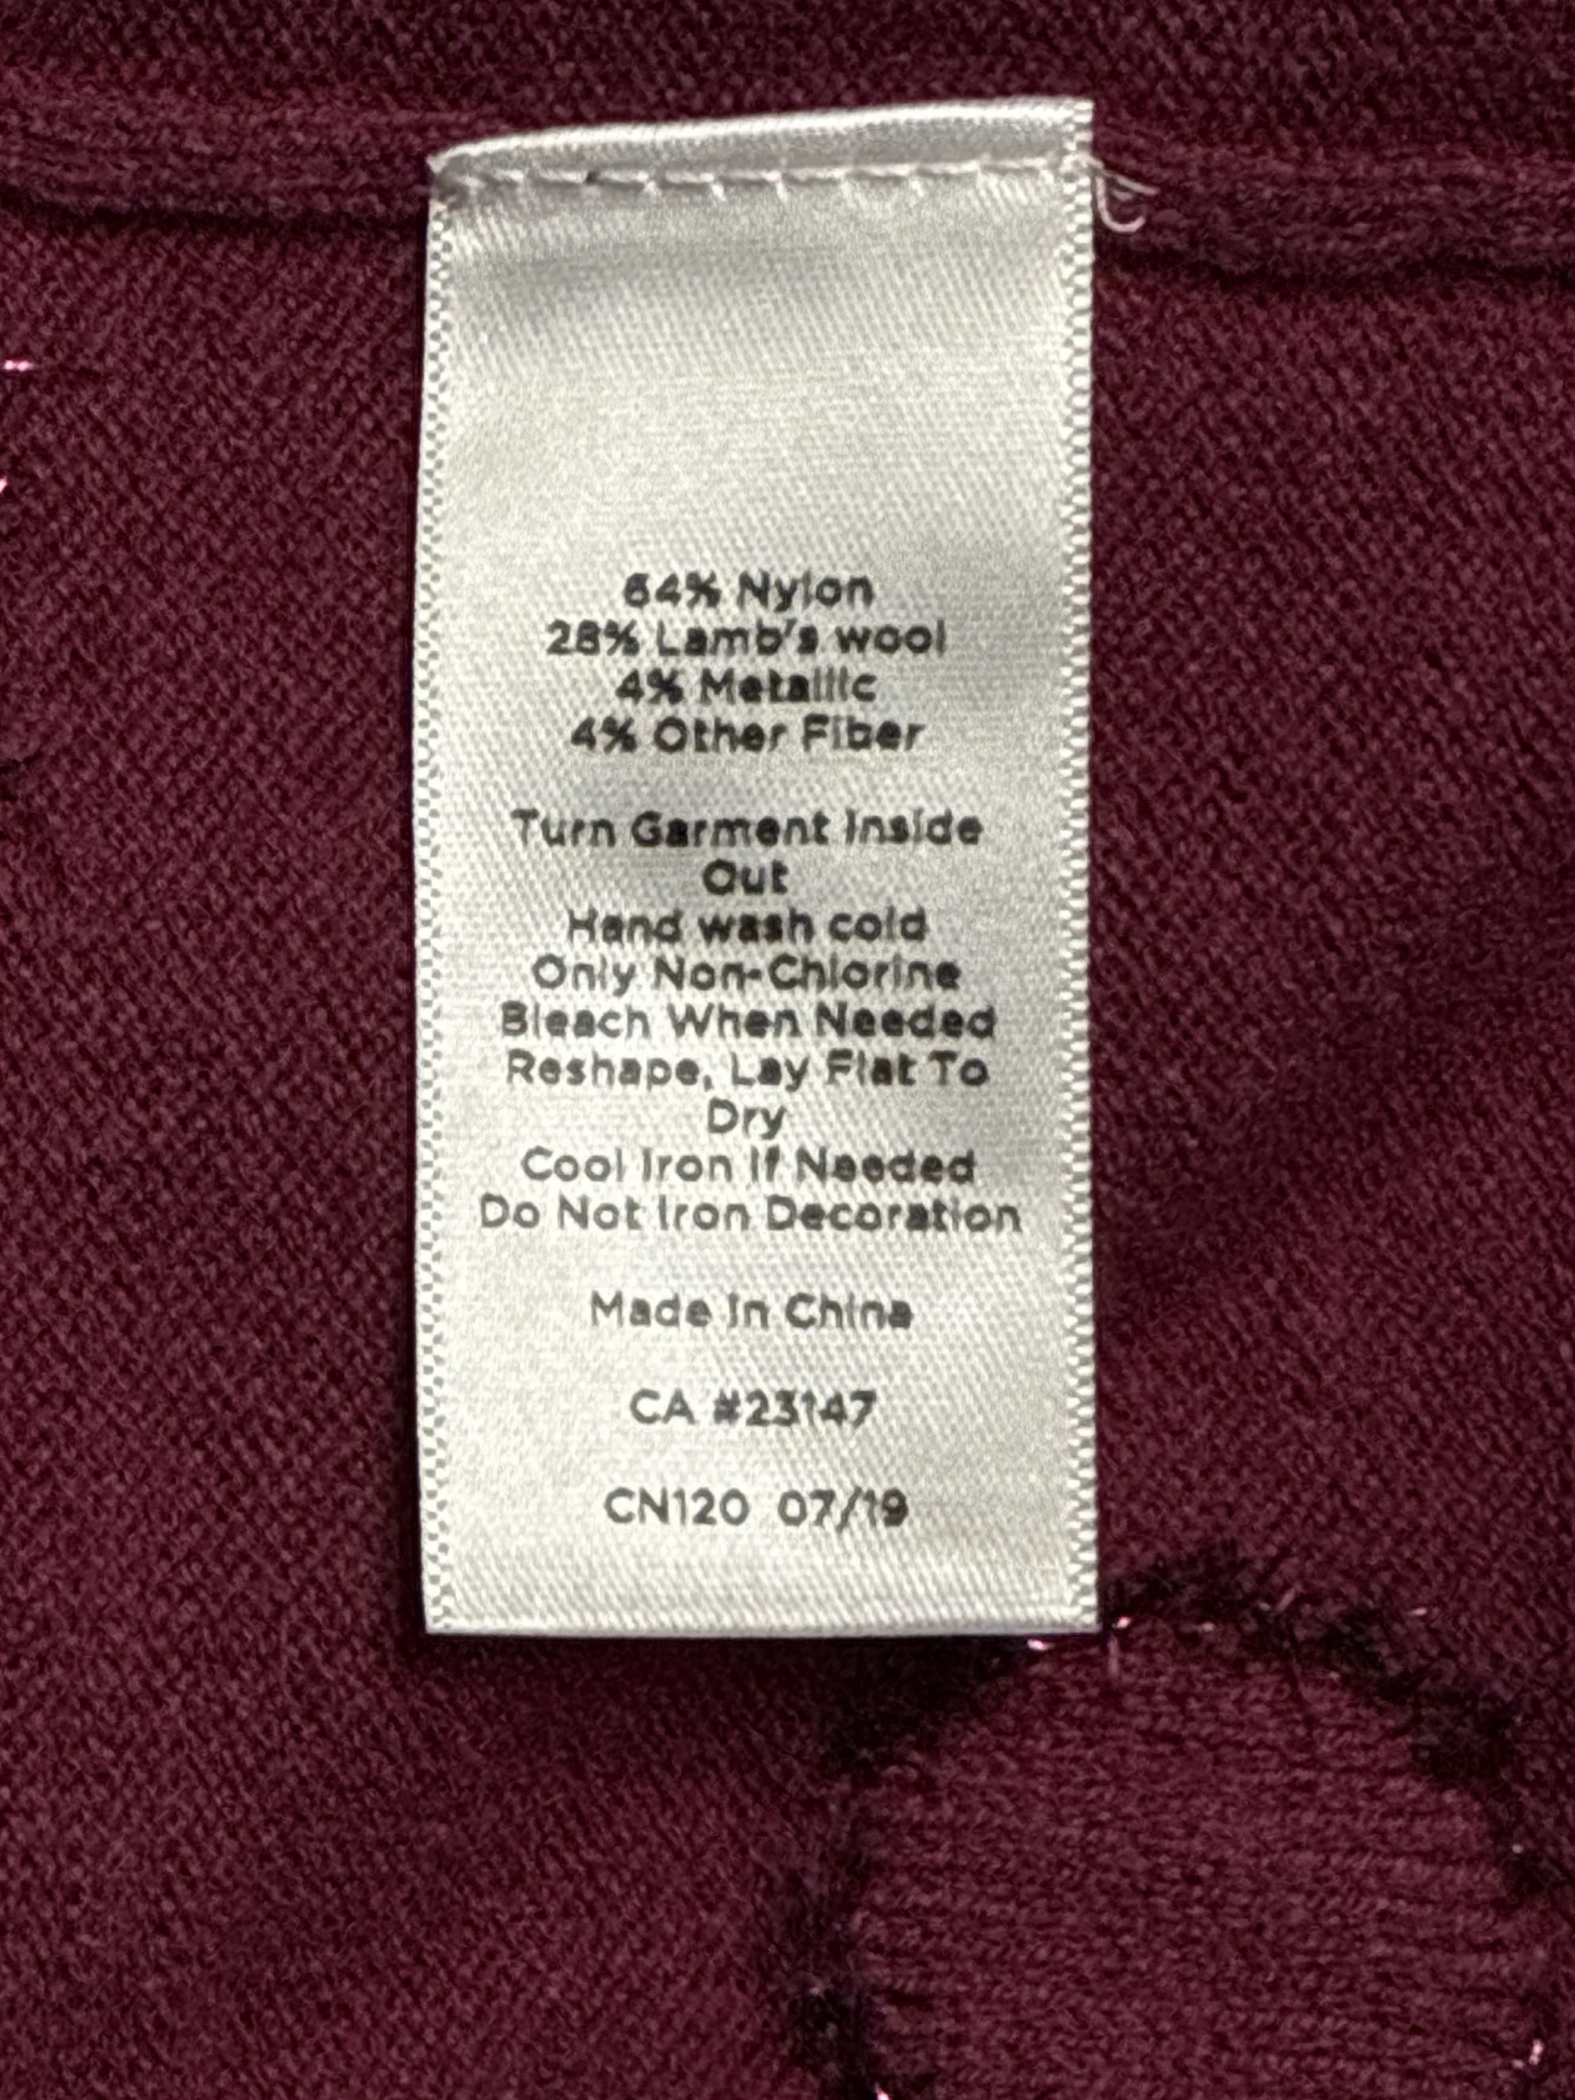 64% Nylon
28% Lamb's wool
4% Metallic
4% Other Fiber
Turn Garment Inside
Out
Hand wash cold
Only Non-Chlorine
Bleach When Needed
Reshape, Lay Flat To
Dry
Cool Iron If Needed
Do Not Iron Decoration
Made In China
CA #23147
CN120 07/19